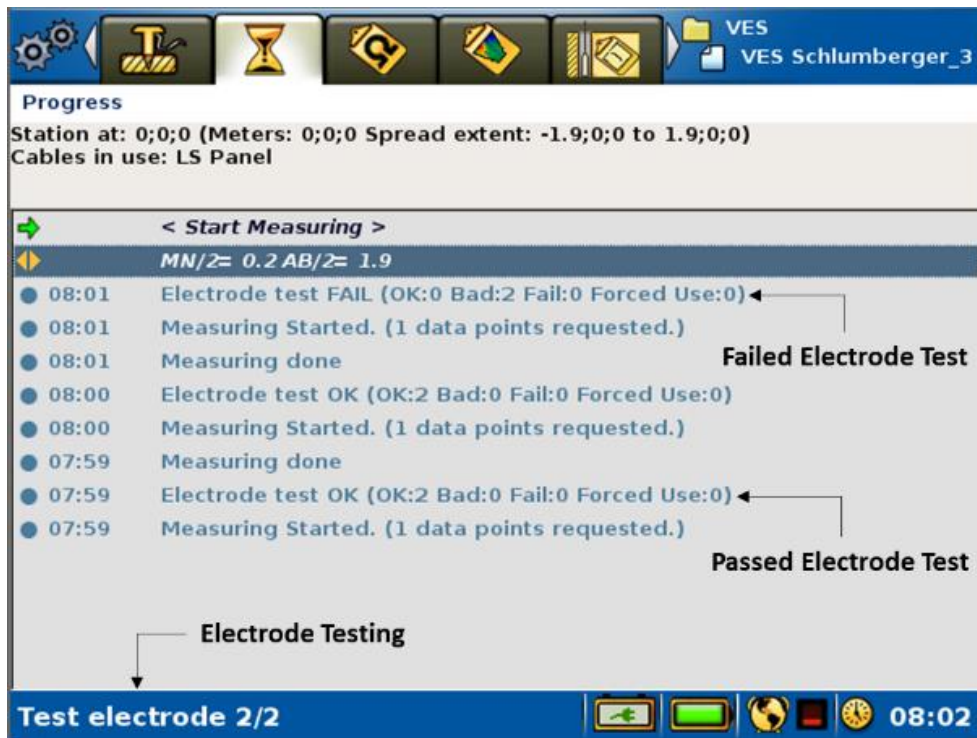 VES
VES Schlumberger_3
Progress
Station at: 0;0;0 (Meters: 0;0;0 Spread extent: -1.9;0;0 to 1.9;0;0)
Cables in use: LS Panel
< Start Measuring >
MN/2= 0.2 AB/2= 1.9
08:01 Electrode test FAIL (OK:0 Bad:2 Fail:0 Forced Use:0)
08:01 Measuring Started. (1 data points requested.)
Failed Electrode Test
08:01 Measuring done
08:00 Electrode test OK (OK:2 Bad:0 Fail:0 Forced Use:0)
08:00 Measuring Started. (1 data points requested.)
07:59 Measuring done
07:59 Electrode test OK (OK:2 Bad:0 Fail:0 Forced Use:0)
07:59 Measuring Started. (1 data points requested.)
Passed Electrode Test
Electrode Testing
Test electrode 2/2
08:02